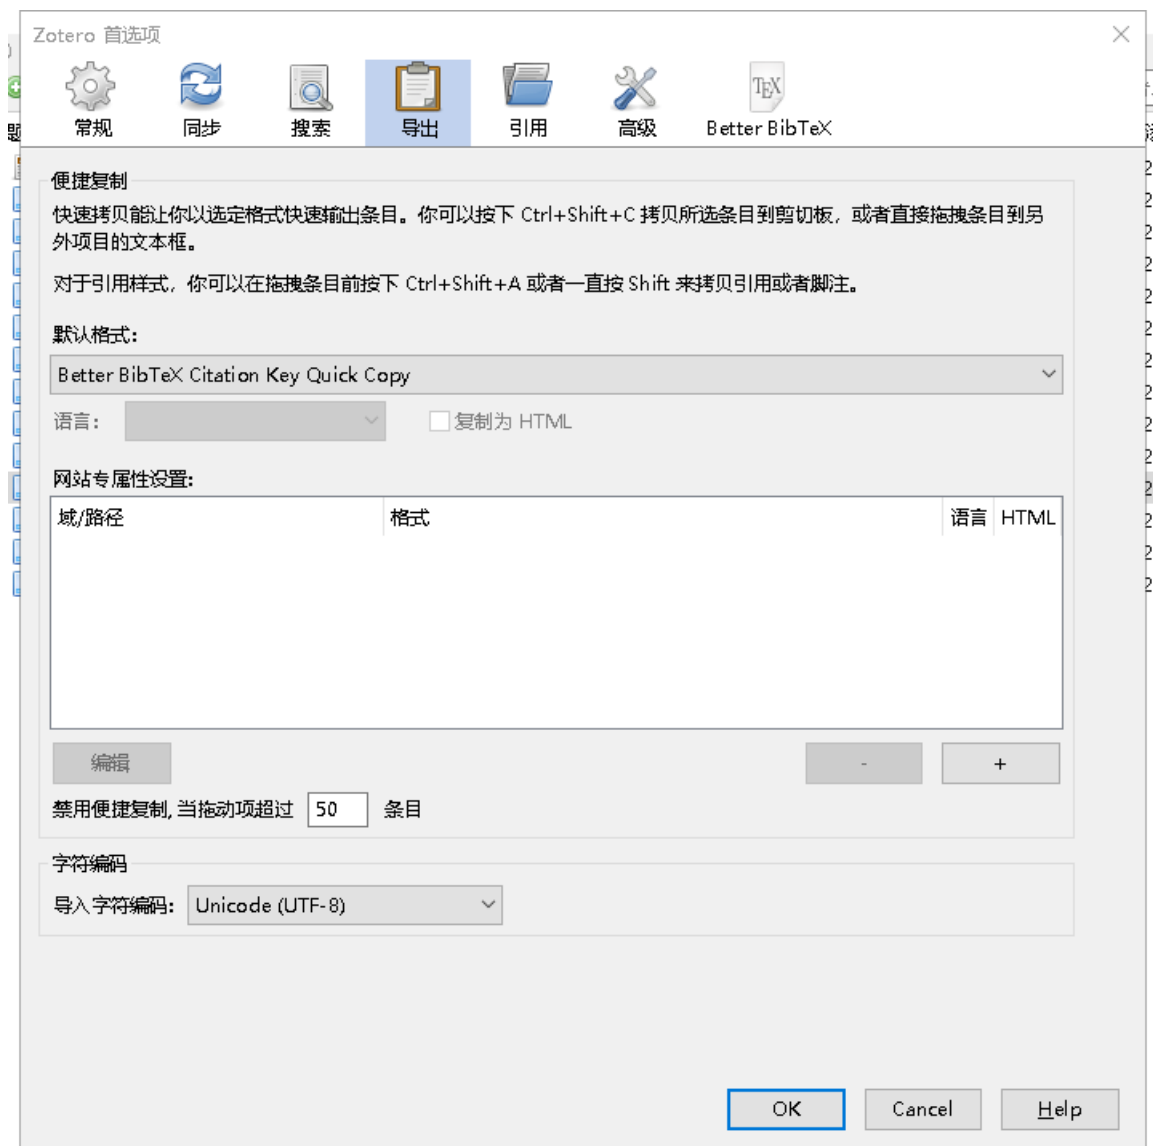 Zotero 首选项
常规
同步
搜索
导出
引用
高级
TEX
Better BibTeX
便捷复制
快速拷贝能让你以选定格式快速输出条目。你可以按下 Ctrl+Shift+C 拷贝所选条目到剪切板，或者直接拖拽条目到另
外项目的文本框。
对于引用样式，你可以在拖拽条目前按下 Ctrl+Shift+A 或者一直按 Shift 来拷贝引用或者脚注。
默认格式：
Better BibTeX Citation Key Quick Copy
语言：
复制为 HTML
网站专属性设置：
域/路径 格式 语言 HTML
编辑
-
+
禁用便捷复制, 当拖动项超过 50 条目
字符编码
导入字符编码： Unicode (UTF-8)
OK
Cancel
Help